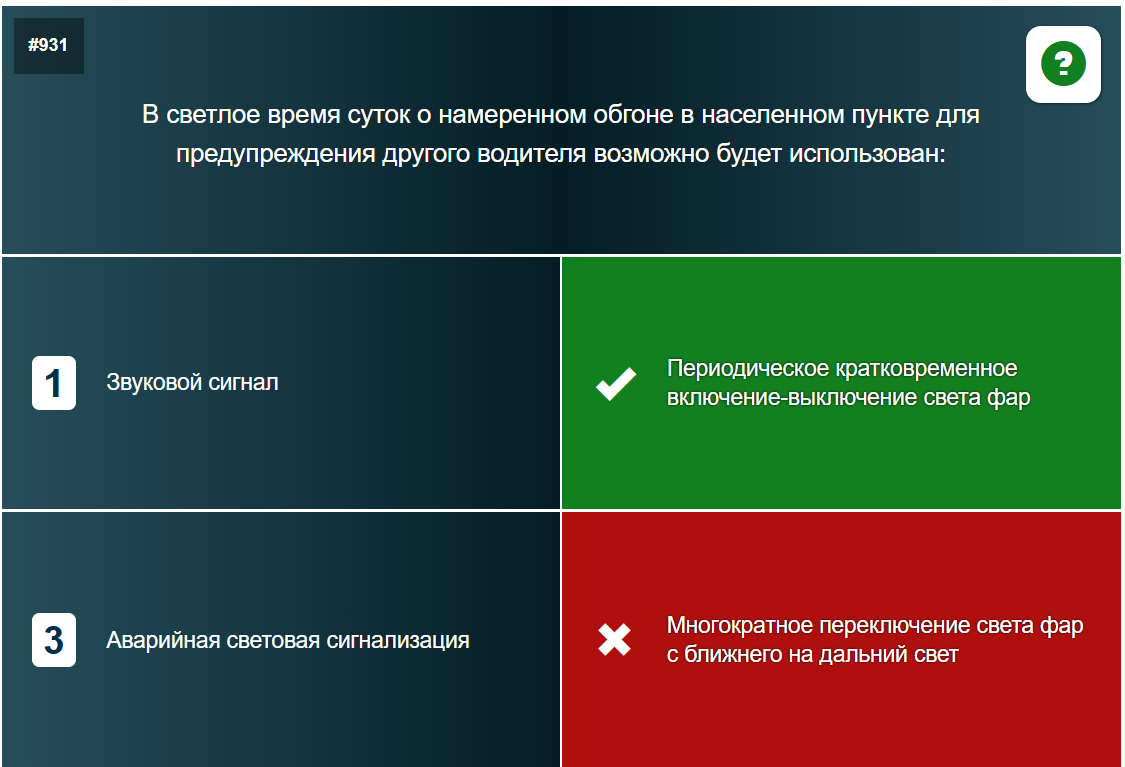 #931
?
В светлое время суток о намеренном обгоне в населенном пункте для
предупреждения другого водителя возможно будет использован:
1
Звуковой сигнал
Периодическое кратковременное
включение-выключение света фар
3
Аварийная световая сигнализация
Многократное переключение света фар
с ближнего на дальний свет